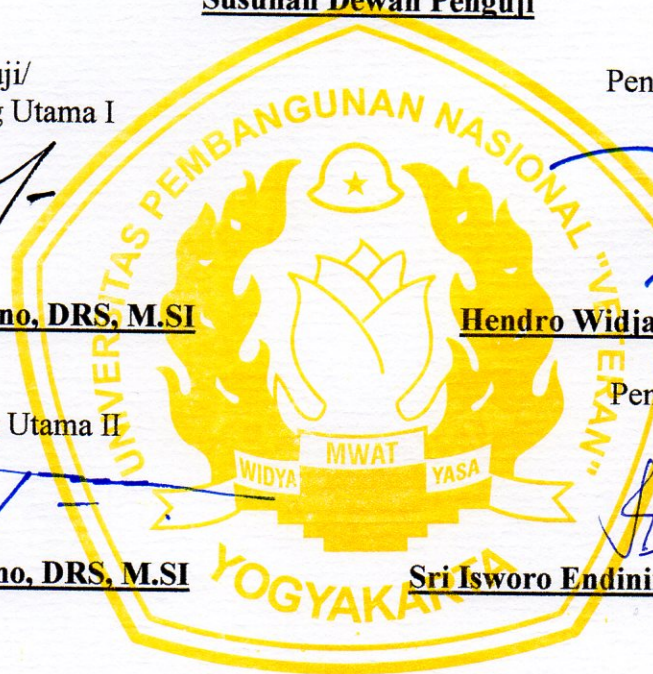 Susunan Dewan Penguji
uji/
g Utama I
Pen
UNIVERSITAS PEMBANGUNAN NASIONAL "VETERAN"
no, DRS, M.SI
Hendro Widja
Utama II
Pen
WIDYA MWAT YASA
no, DRS, M.SI
Sri Isworo Endini
YOGYAKARTA